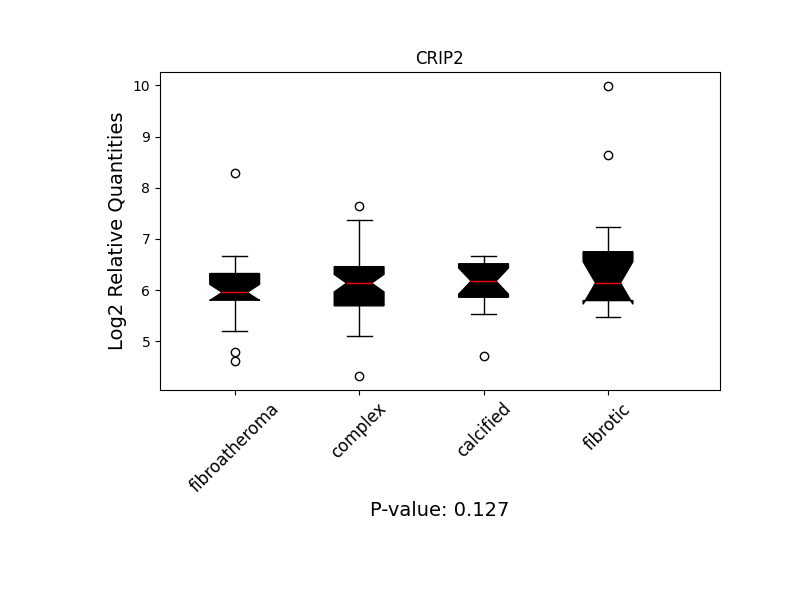 CRIP2
Log2 Relative Quantities
10
9
8
7
6
5
fibroatheroma
complex
calcified
fibrotic
P-value: 0.127